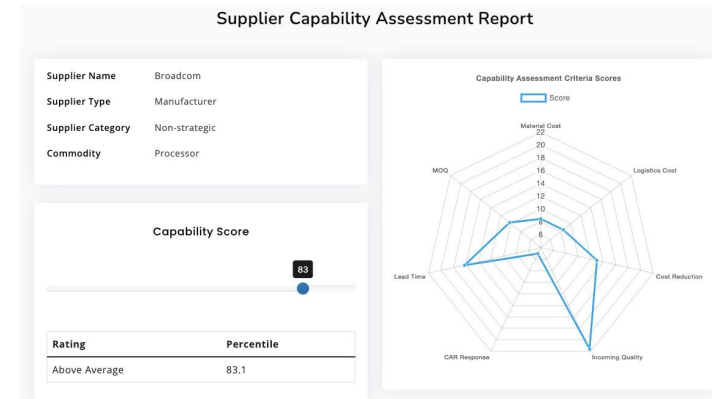 Supplier Capability Assessment Report
Supplier Name Broadcom
Supplier Type Manufacturer
Supplier Category Non-strategic
Commodity Processor
Capability Score
83
Rating Percentile
Above Average 83.1
Capability Assessment Criteria Scores
Score
Material Cost
22
20
18
16
14
12
10
8
6
MOQ
Logistics Cost
Lead Time
Cost Reduction
CAR Response
Incoming Quality